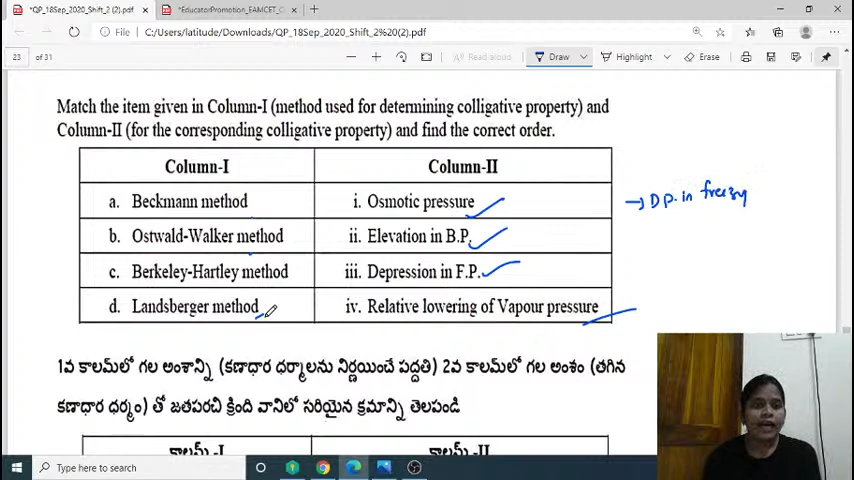 *QP_18Sep_2020_Shift_2 (2).pdf
*EducatorPromotion_EAMCET_C
File
C:/Users/latitude/Downloads/QP_18Sep_2020_Shift_2%20(2).pdf
23 of 31
Read aloud
Draw
Highlight
Erase
Match the item given in Column-I (method used for determining colligative property) and
Column-II (for the corresponding colligative property) and find the correct order.
Column-I Column-II
a. Beckmann method i. Osmotic pressure
→ D.P. in freezing
b. Ostwald-Walker method ii. Elevation in B.P.
c. Berkeley-Hartley method iii. Depression in F.P.
d. Landsberger method iv. Relative lowering of Vapour pressure
1వ కాలమ్‌లో గల అంశాన్ని (కణాధార ధర్మాలను నిర్ణయించే పద్ధతి) 2వ కాలమ్‌లో గల అంశం (తగిన
కణాధార ధర్మం) తో జతపరచి క్రింది వానిలో సరియైన క్రమాన్ని తెలపండి
కాలమ్ -I కాలమ్ -II
Type here to search